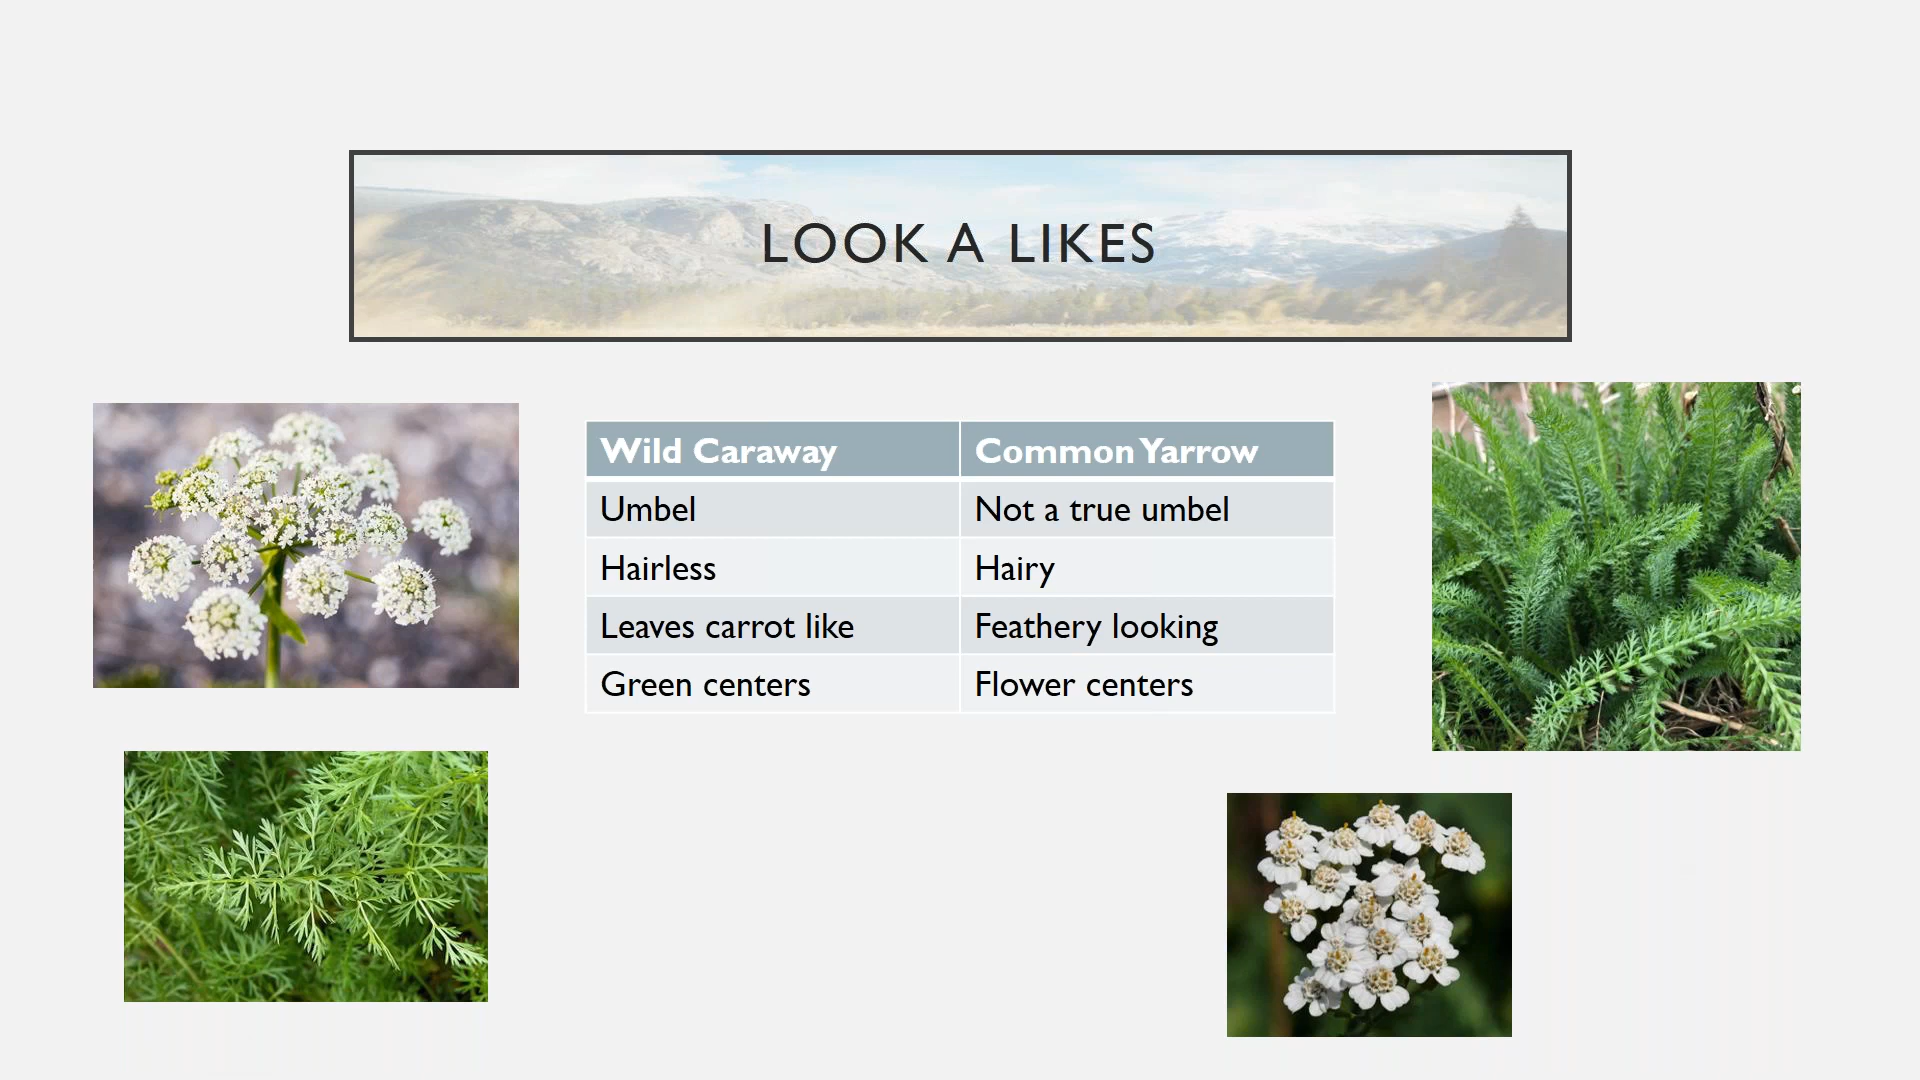 LOOK A LIKES
Wild Caraway Common Yarrow
Umbel Not a true umbel
Hairless Hairy
Leaves carrot like Feathery looking
Green centers Flower centers